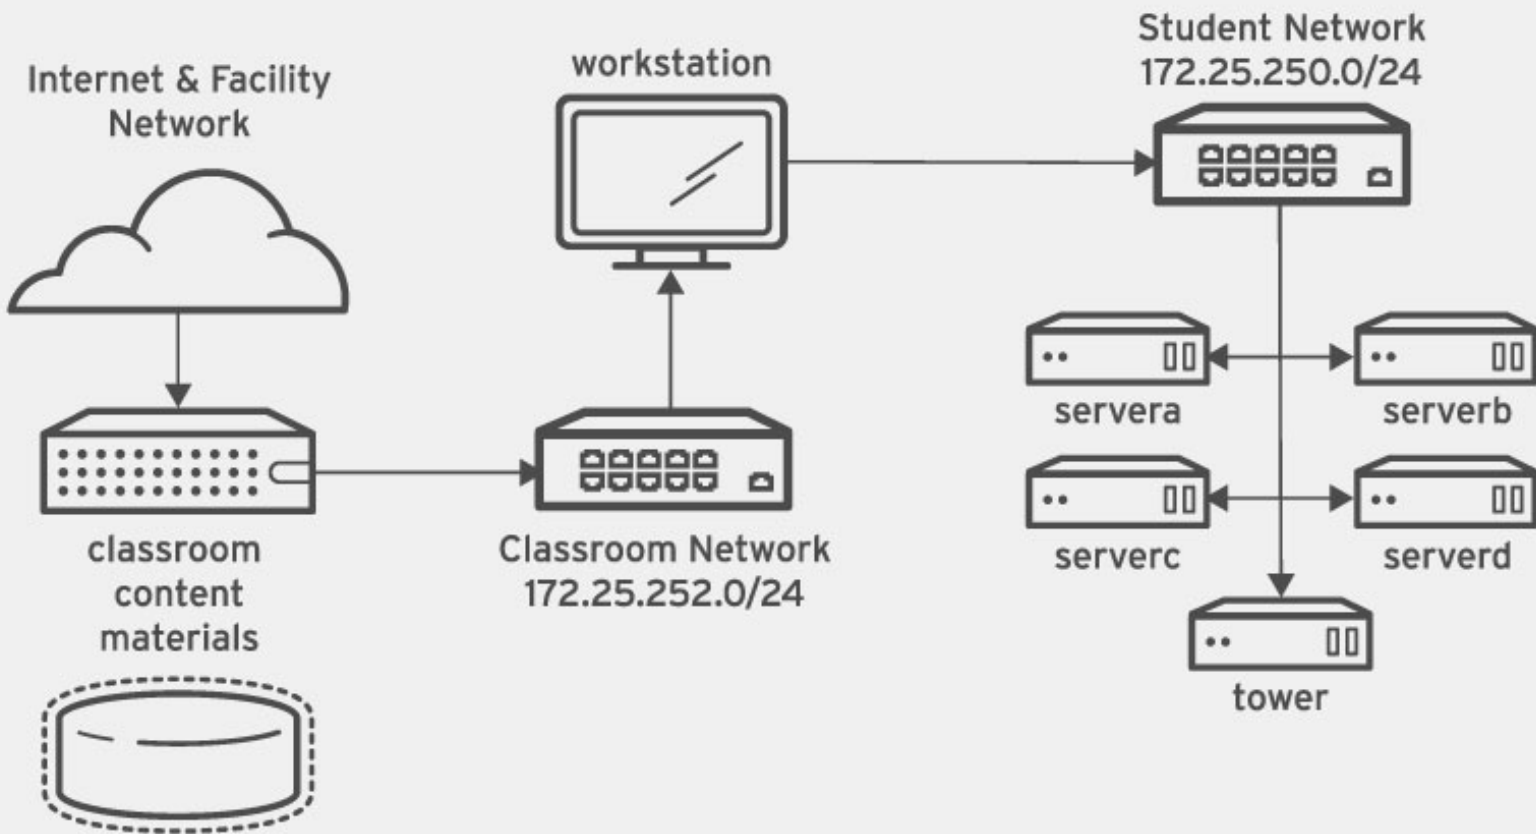 Internet & Facility
Network
workstation
Student Network
172.25.250.0/24
classroom
content
materials
Classroom Network
172.25.252.0/24
servera
serverb
serverc
serverd
tower